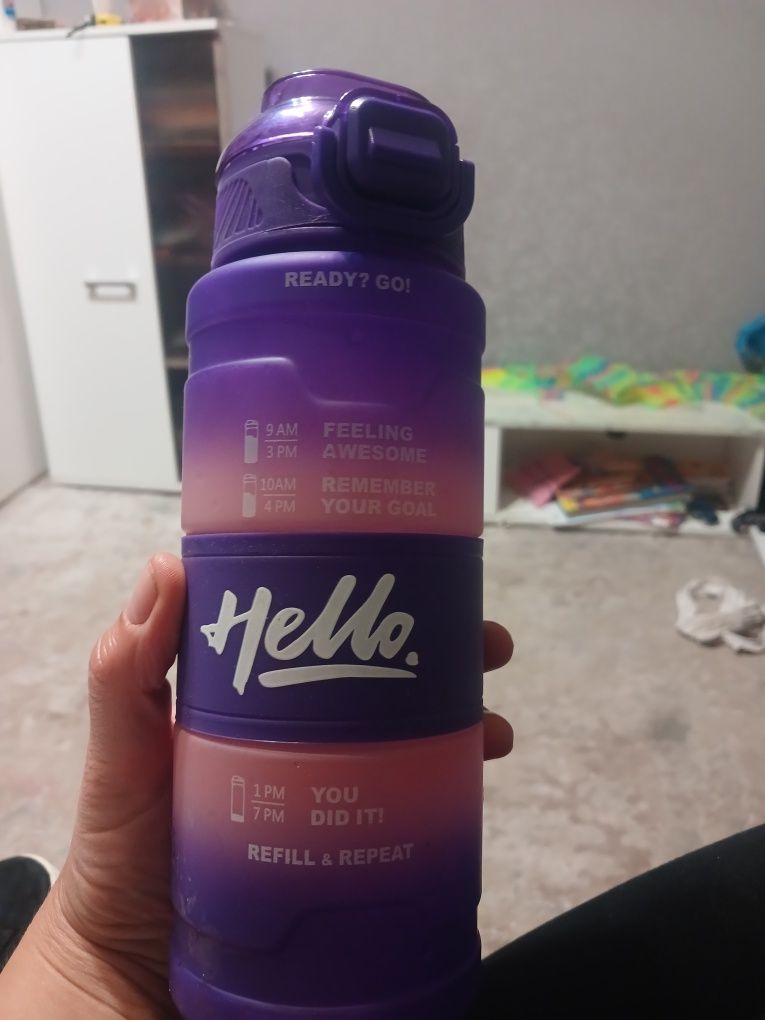 READY? GO!
9 AM
3 PM
FEELING
AWESOME
10AM
4 PM
REMEMBER
YOUR GOAL
Hello.
1 PM
7 PM
YOU
DID IT!
REFILL & REPEAT